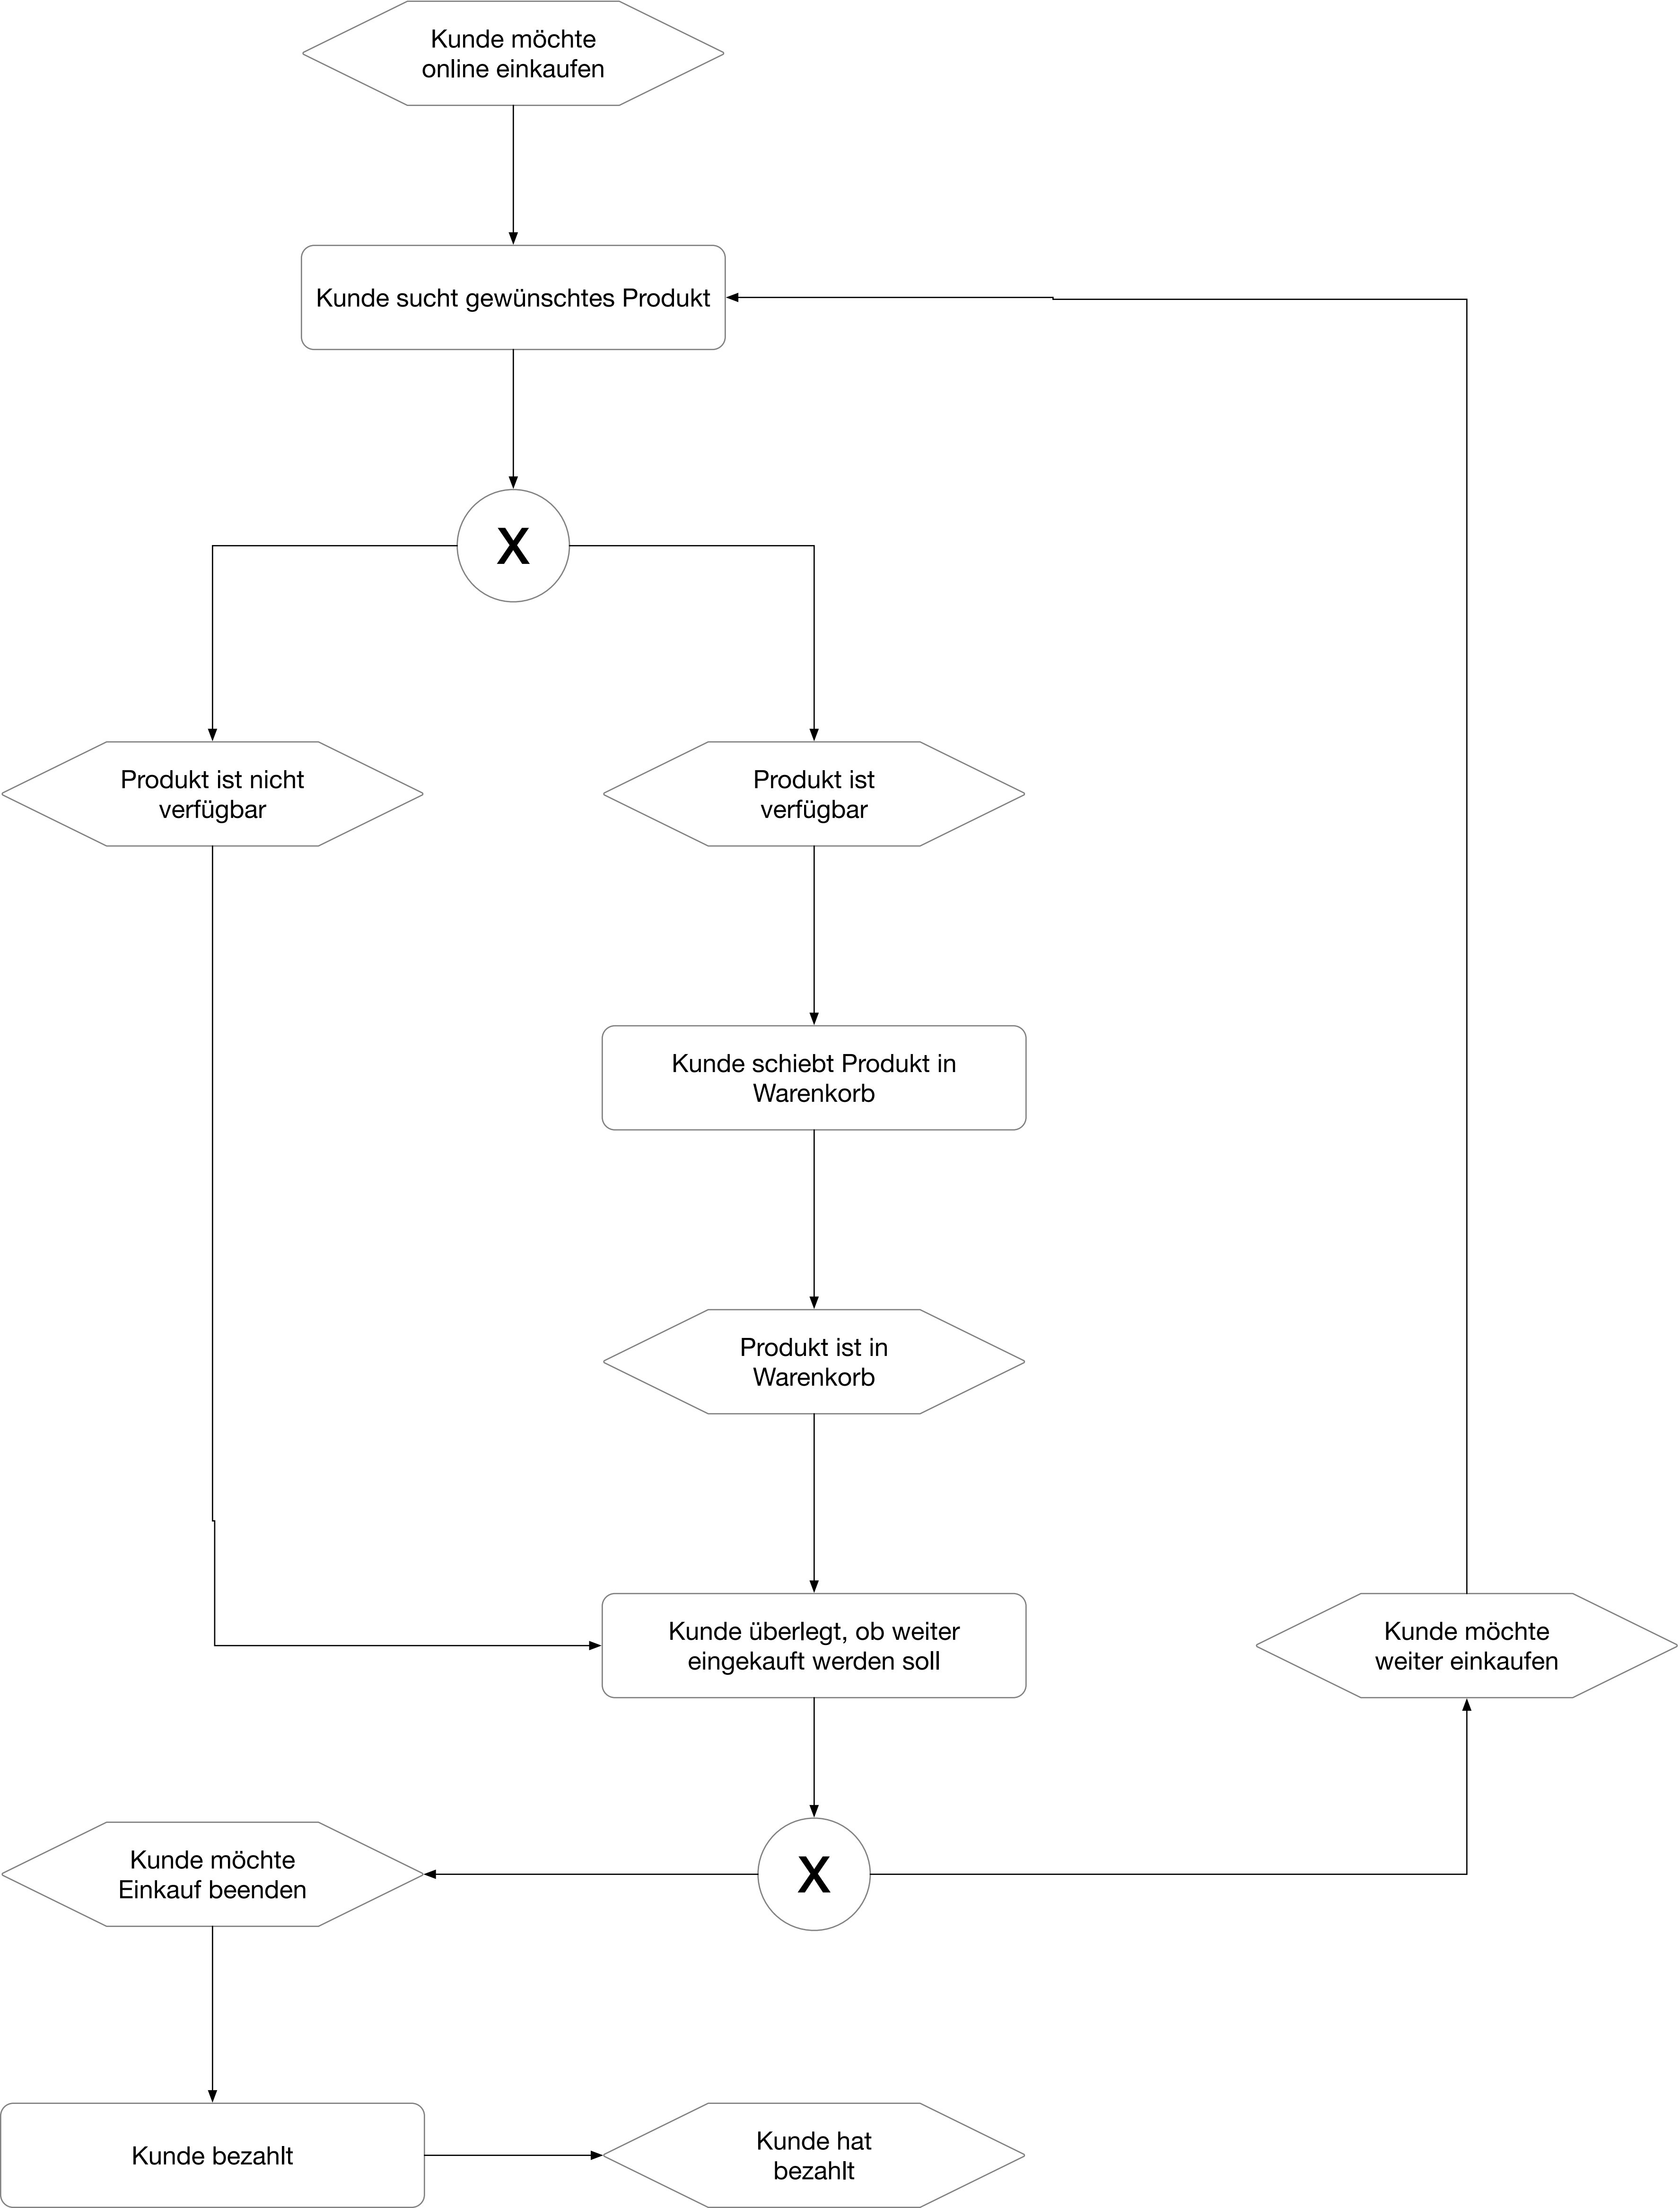 Kunde möchte
online einkaufen
Kunde sucht gewünschtes Produkt
X
Produkt ist nicht
verfügbar
Produkt ist
verfügbar
Kunde schiebt Produkt in
Warenkorb
Produkt ist in
Warenkorb
Kunde überlegt, ob weiter
eingekauft werden soll
Kunde möchte
weiter einkaufen
X
Kunde möchte
Einkauf beenden
Kunde bezahlt
Kunde hat
bezahlt